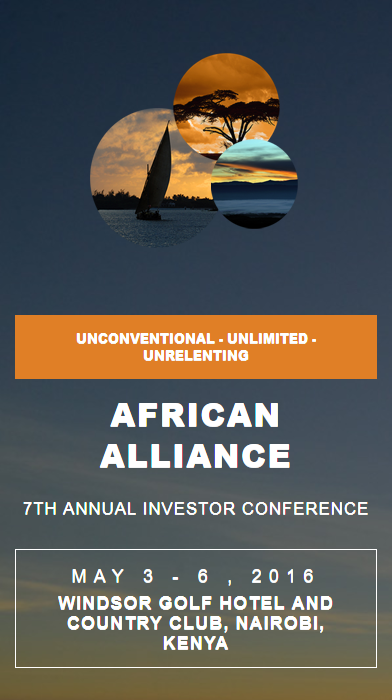 UNCONVENTIONAL - UNLIMITED -
UNRELENTING
AFRICAN
ALLIANCE
7TH ANNUAL INVESTOR CONFERENCE
MAY 3 - 6 , 2016
WINDSOR GOLF HOTEL AND
COUNTRY CLUB, NAIROBI,
KENYA